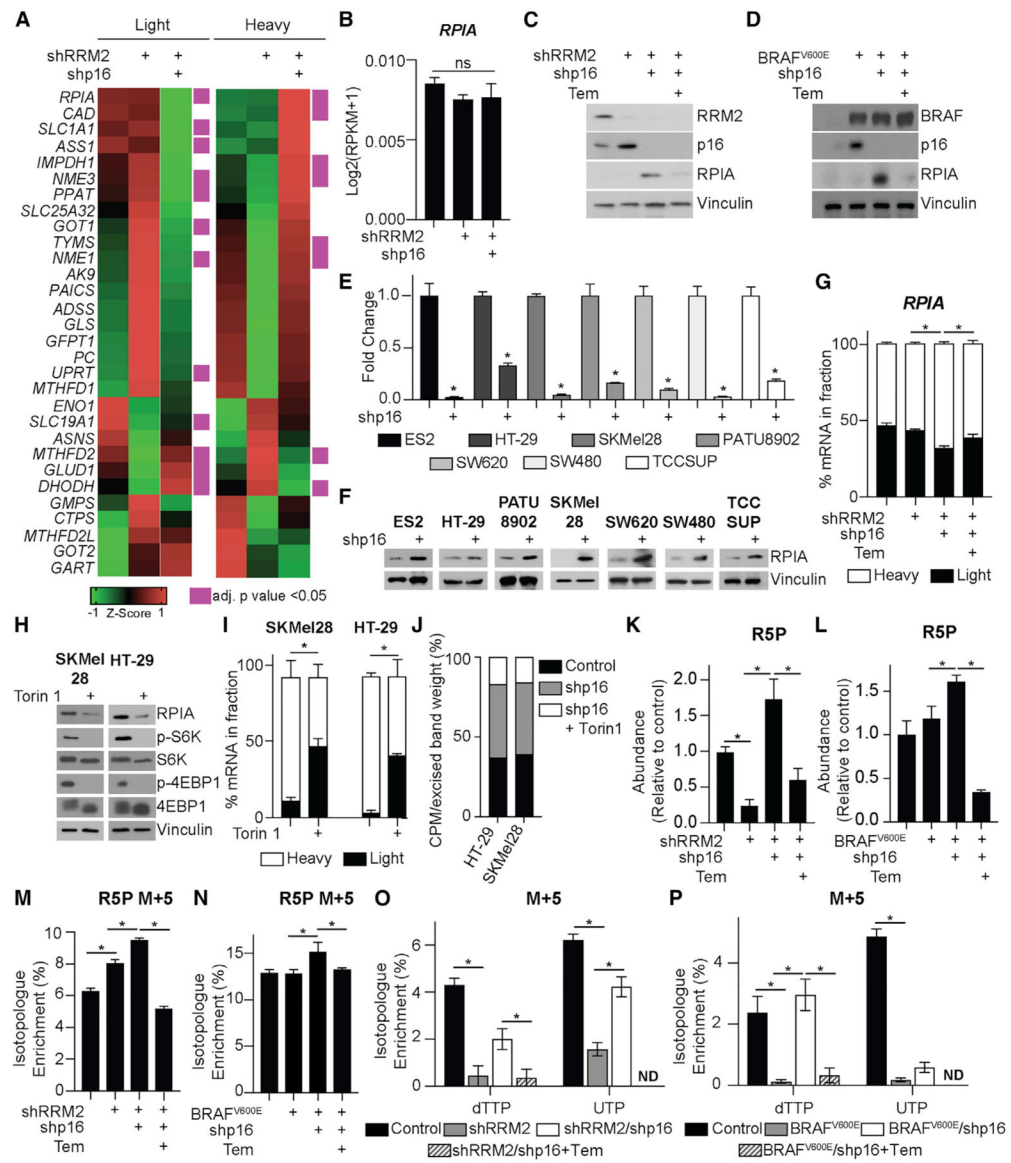 A
Light Heavy
shRRM2 + + + +
shp16 + +
RPIA
CAD
SLC1A1
ASS1
IMPDH1
NME3
PPAT
SLC25A32
GOT1
TYMS
NME1
AK9
PAICS
ADSS
GLS
GFPT1
PC
UPRT
MTHFD1
ENO1
SLC19A1
ASNS
MTHFD2
GLUD1
DHODH
GMPS
CTPS
MTHFD2L
GOT2
GART
-1 Z-Score 1
adj. p value <0.05
B
RPIA
ns
Log2(RPKM+1)
0.010
0.005
0.000
shRRM2 + +
shp16 +
C
shRRM2 + + +
shp16 + +
Tem +
RRM2
p16
RPIA
Vinculin
D
BRAFV600E + + +
shp16 + +
Tem +
BRAF
p16
RPIA
Vinculin
E
Fold Change
1.0
0.5
0.0
* * * * * * *
shp16 + + + + + + +
ES2 HT-29 SKMel28 PATU8902
SW620 SW480 TCCSUP
F
ES2 HT-29 PATU 8902 SKMel 28 SW620 SW480 TCC SUP
shp16 + + + + + + +
RPIA
Vinculin
G
RPIA
* *
% mRNA in fraction
100
50
0
shRRM2 + + +
shp16 + +
Tem +
Heavy Light
H
SKMel 28 HT-29
Torin 1 + +
RPIA
p-S6K
S6K
p-4EBP1
4EBP1
Vinculin
I
SKMel28 HT-29
* *
% mRNA in fraction
100
50
0
Torin 1 + +
Heavy Light
J
CPM/excised band weight (%)
100
50
0
HT-29
SKMel28
Control
shp16
shp16
+ Torin1
K
R5P
* * *
Abundance
(Relative to control)
2.0
1.5
1.0
0.5
0.0
shRRM2 + + +
shp16 + +
Tem +
L
R5P
* *
Abundance
(Relative to control)
2.0
1.5
1.0
0.5
0.0
BRAFV600E + + +
shp16 + +
Tem +
M
R5P M+5
* * *
Isotopologue
Enrichment (%)
10
8
6
4
2
0
shRRM2 + + +
shp16 + +
Tem +
N
R5P M+5
* *
Isotopologue
Enrichment (%)
15
10
5
0
BRAFV600E + + +
shp16 + +
Tem +
O
M+5
* * * *
Isotopologue
Enrichment (%)
6
4
2
0
ND
dTTP UTP
Control shRRM2 shRRM2/shp16
shRRM2/shp16+Tem
P
M+5
* * * *
Isotopologue
Enrichment (%)
6
4
2
0
ND
dTTP UTP
Control BRAFV600E BRAFV600E/shp16
BRAFV600E/shp16+Tem